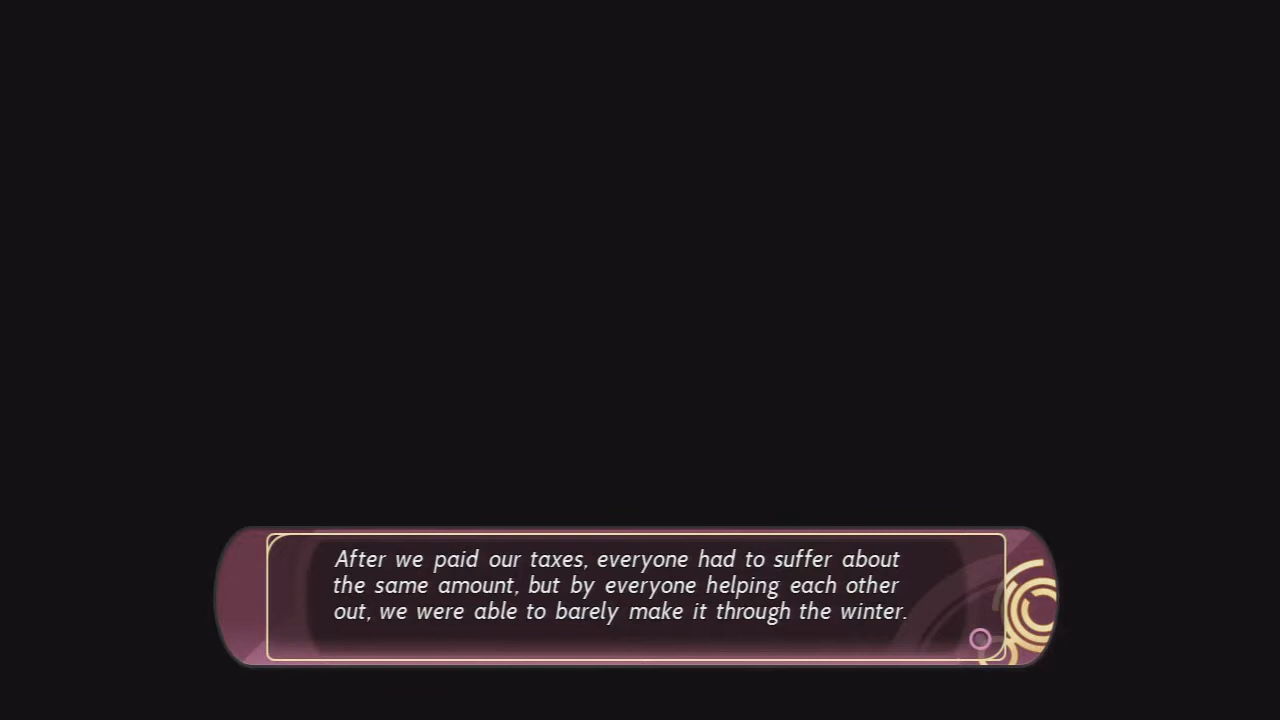 After we paid our taxes, everyone had to suffer about
the same amount, but by everyone helping each other
out, we were able to barely make it through the winter.